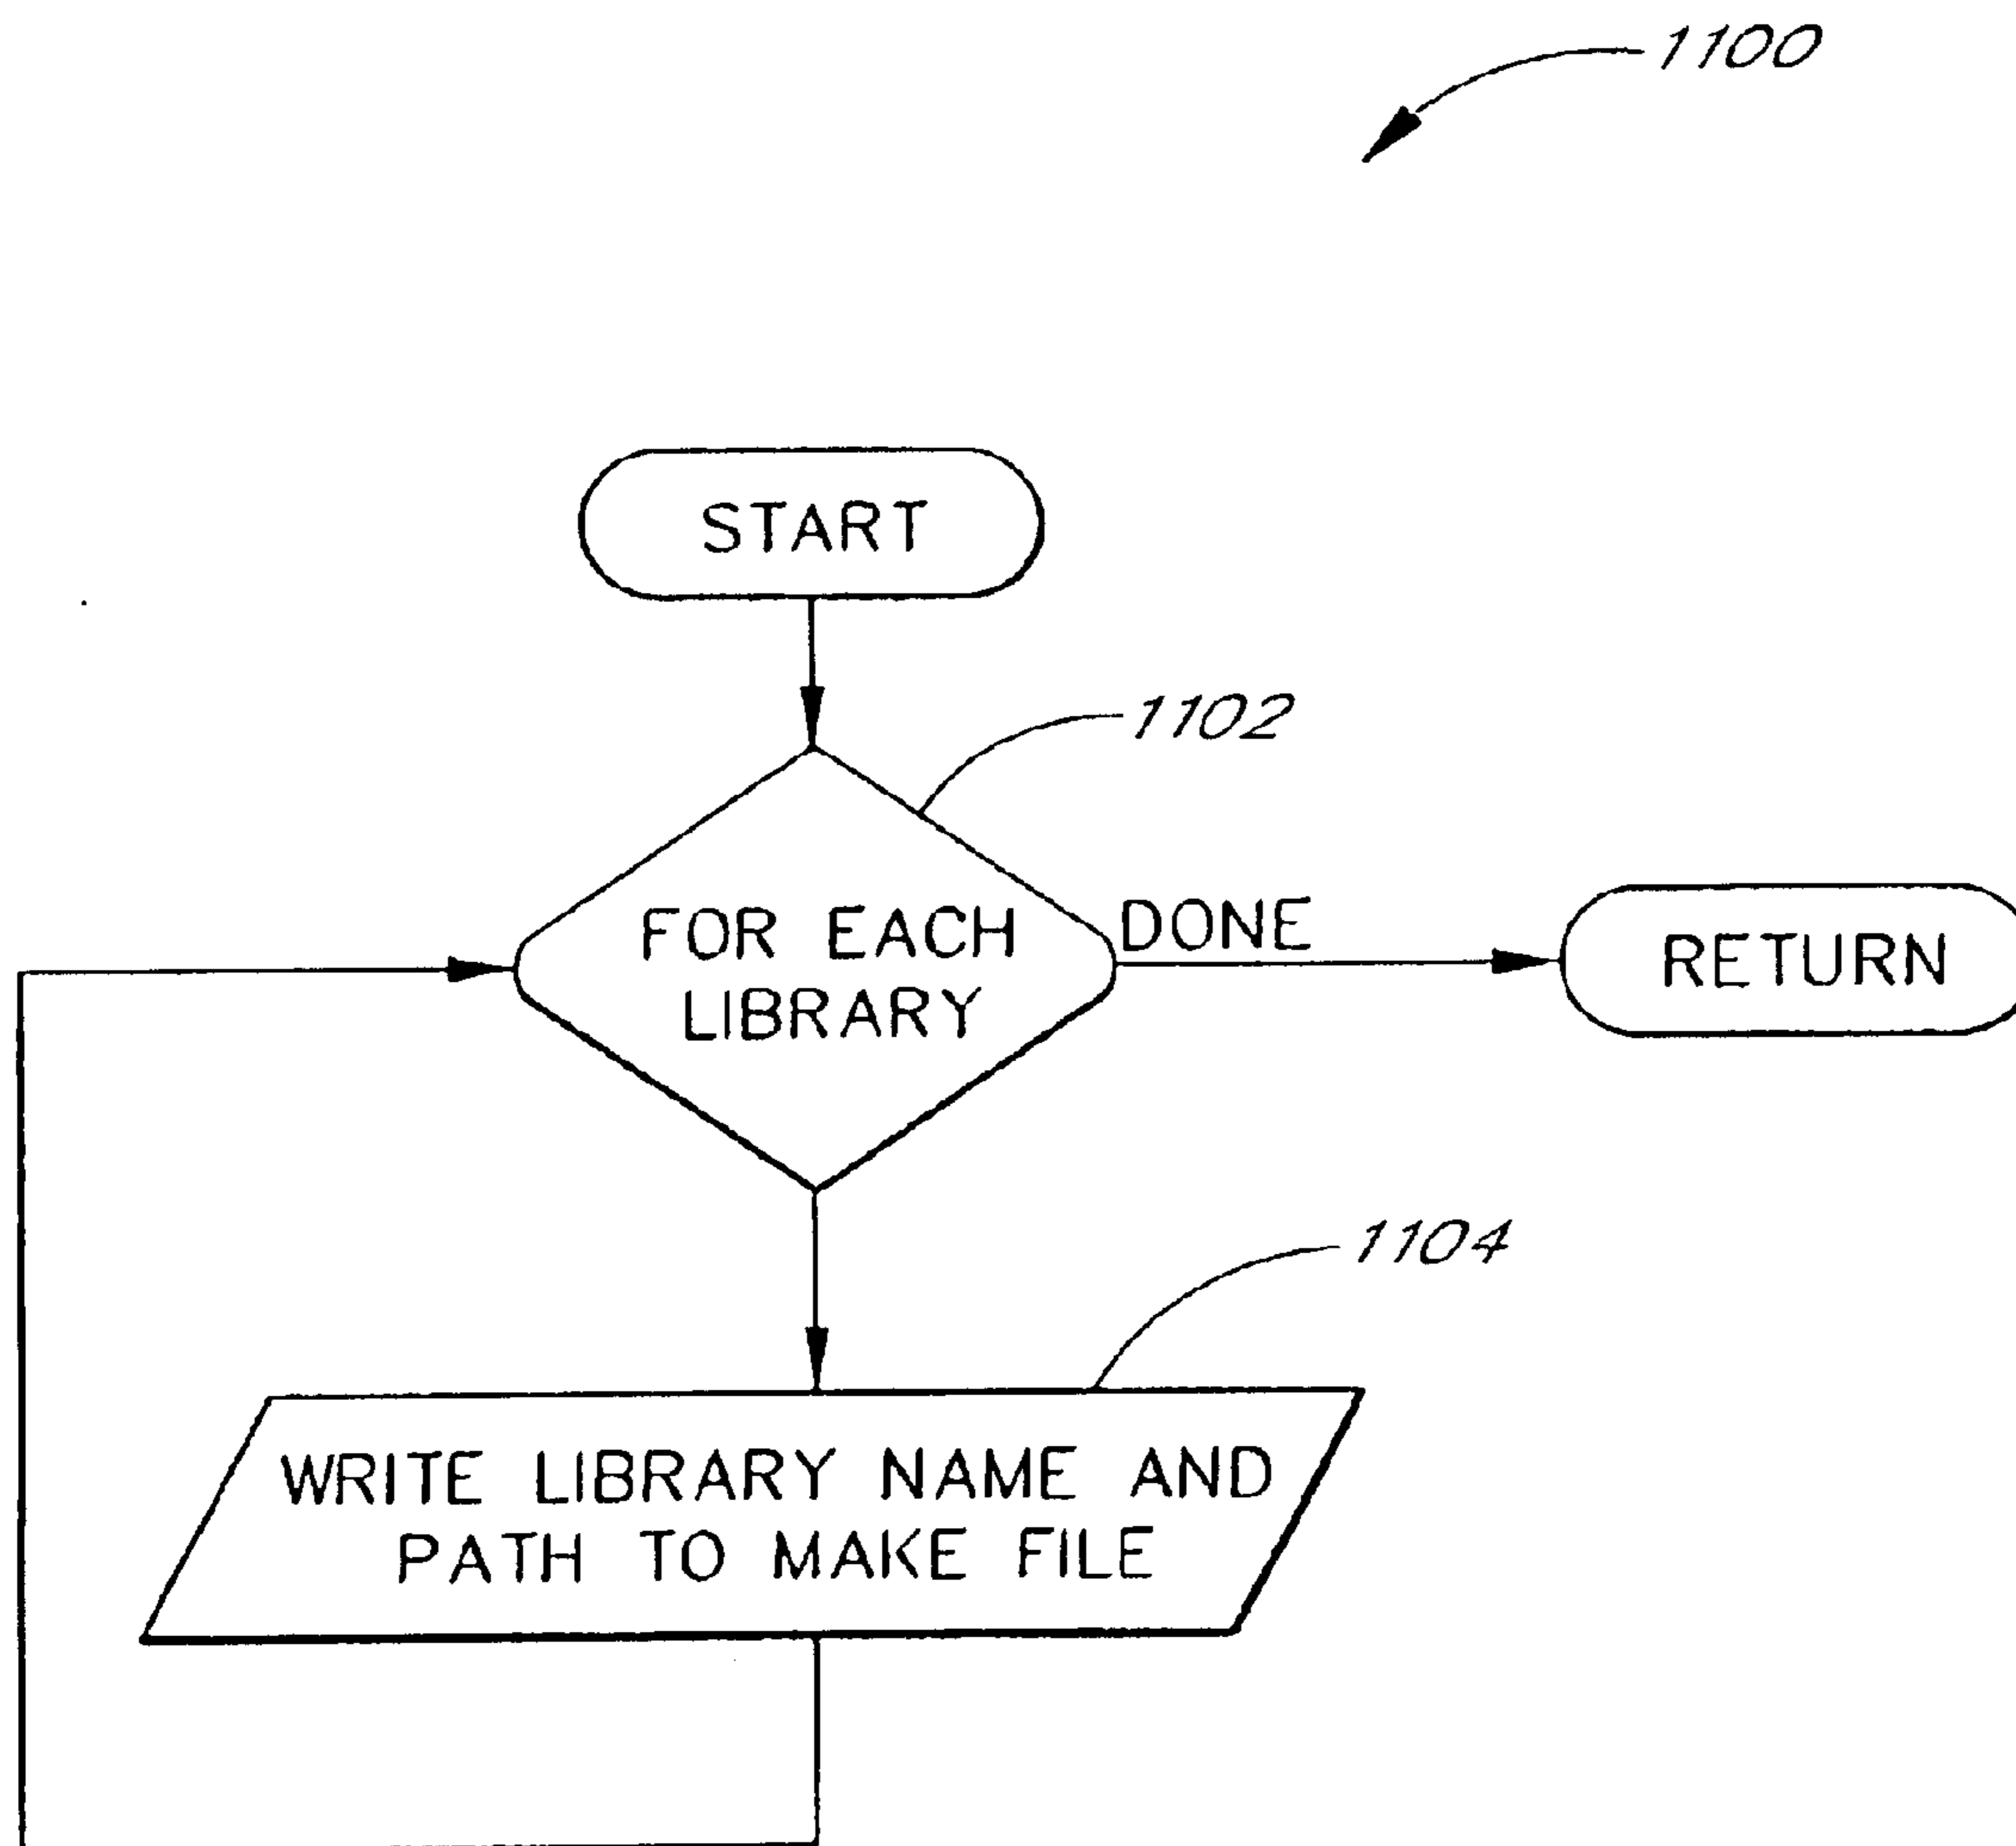 1100
START
1102
FOR EACH
LIBRARY
DONE
RETURN
1104
WRITE LIBRARY NAME AND
PATH TO MAKE FILE